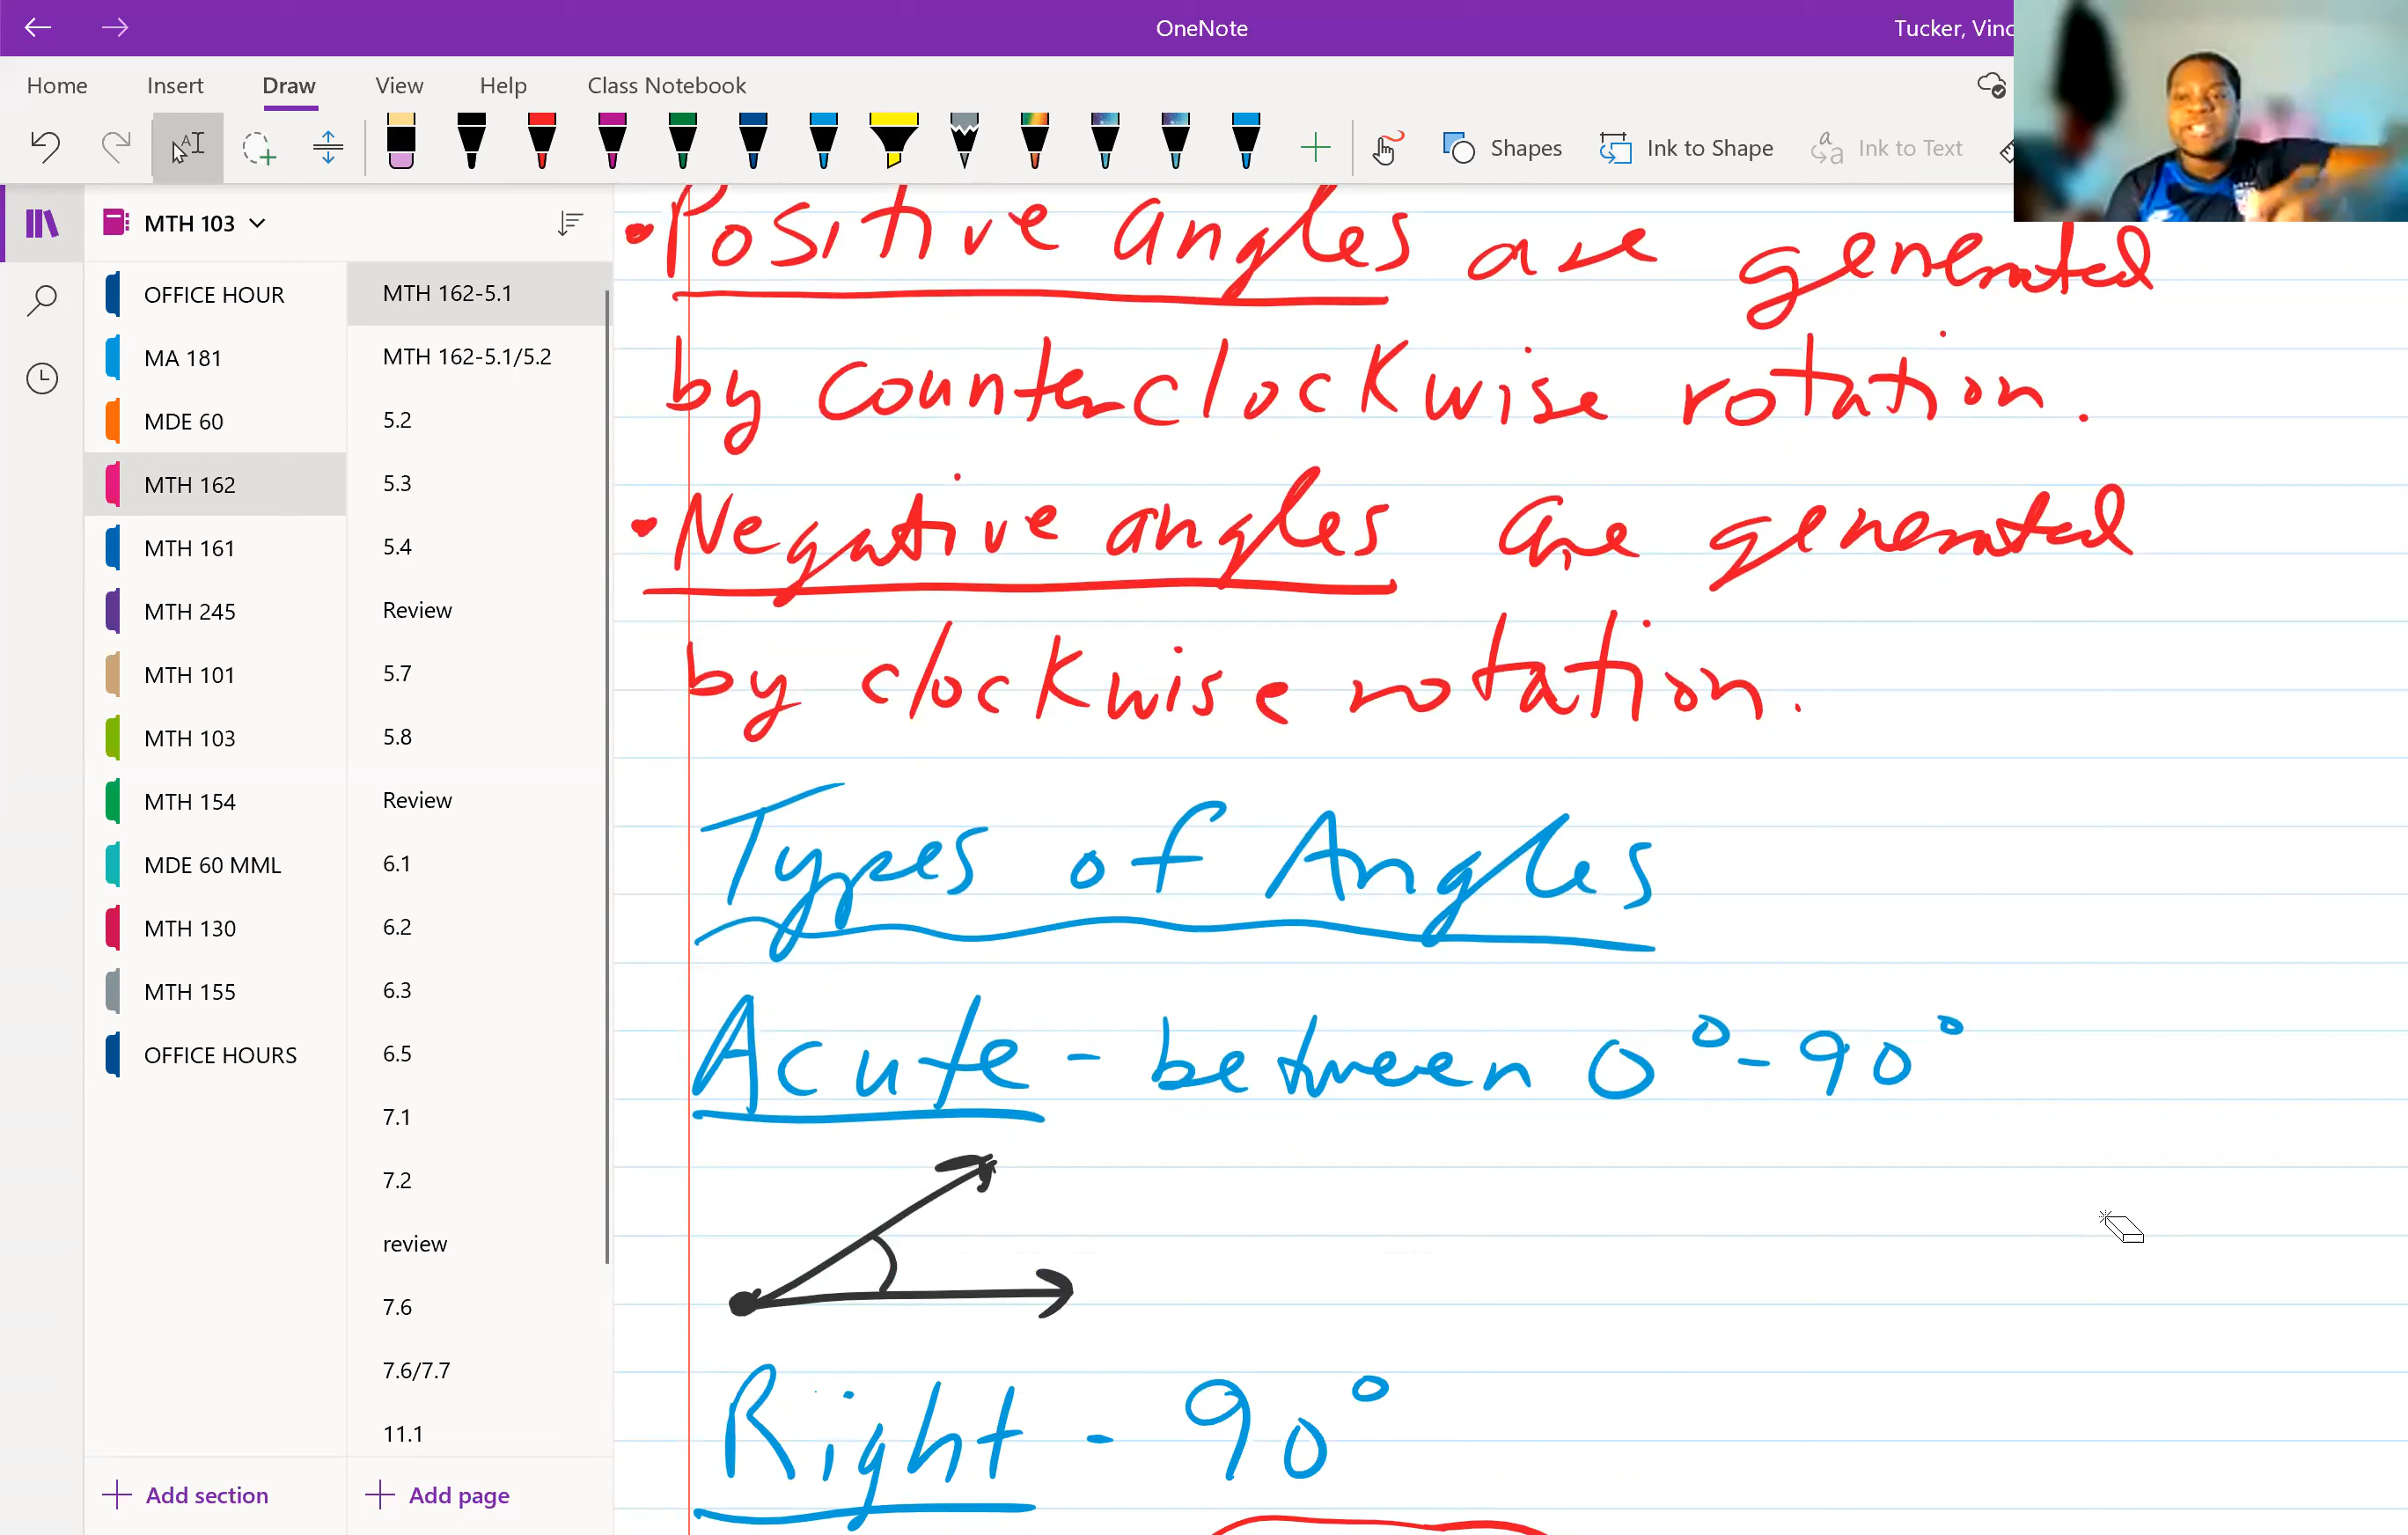 OneNote
Tucker, Vinc
Home Insert Draw View Help Class Notebook
Shapes Ink to Shape Ink to Text
MTH 103
OFFICE HOUR
MA 181
MDE 60
MTH 162
MTH 161
MTH 245
MTH 101
MTH 103
MTH 154
MDE 60 MML
MTH 130
MTH 155
OFFICE HOURS
Add section
MTH 162-5.1
MTH 162-5.1/5.2
5.2
5.3
5.4
Review
5.7
5.8
Review
6.1
6.2
6.3
6.5
7.1
7.2
review
7.6
7.6/7.7
11.1
Add page
•Positive angles are generated
by counterclockwise rotation.
•Negative angles are generated
by clockwise rotation.
Types of Angles
Acute - between 0°-90°
Right - 90°